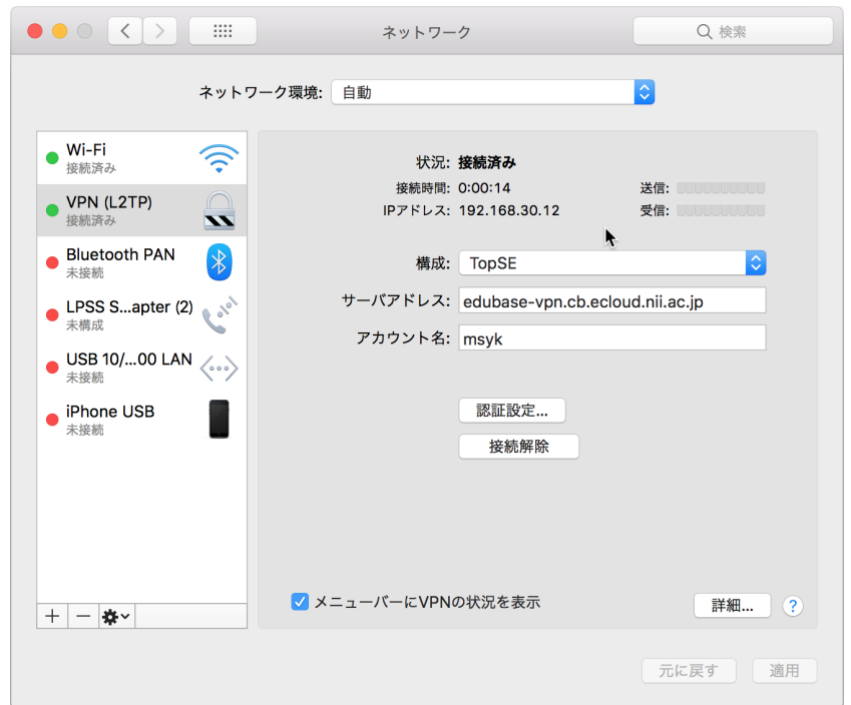 ネットワーク
検索
ネットワーク環境: 自動
Wi-Fi
接続済み
VPN (L2TP)
接続済み
Bluetooth PAN
未接続
LPSS S...apter (2)
未構成
USB 10/...00 LAN
未接続
iPhone USB
未接続
状況: 接続済み
接続時間: 0:00:14 送信:
IPアドレス: 192.168.30.12 受信:
構成: TopSE
サーバアドレス: edubase-vpn.cb.ecloud.nii.ac.jp
アカウント名: msyk
認証設定...
接続解除
メニューバーにVPNの状況を表示
詳細... ?
元に戻す 適用